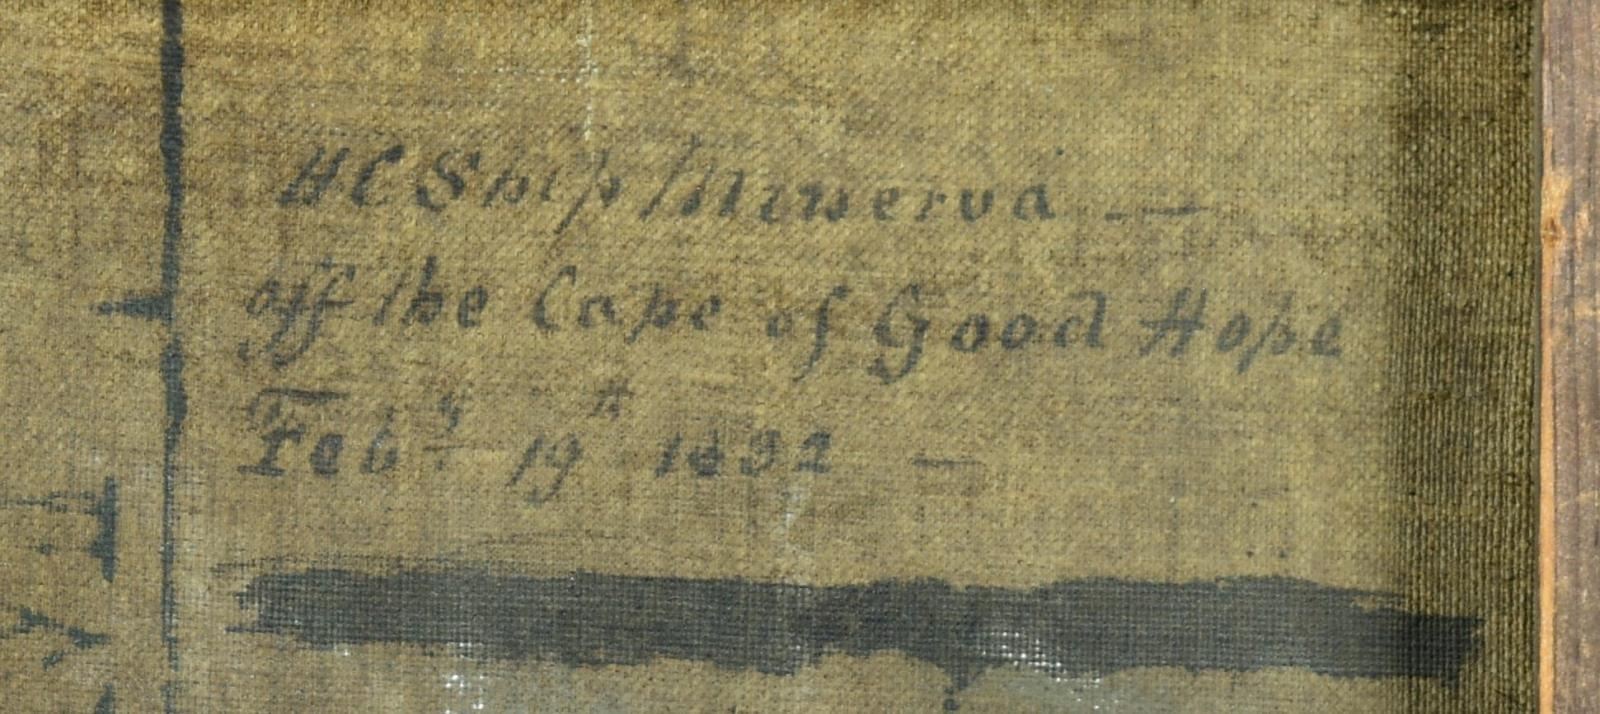 HC Ship Minerva —
off the Cape of Good Hope
Feby 19th 1832 —